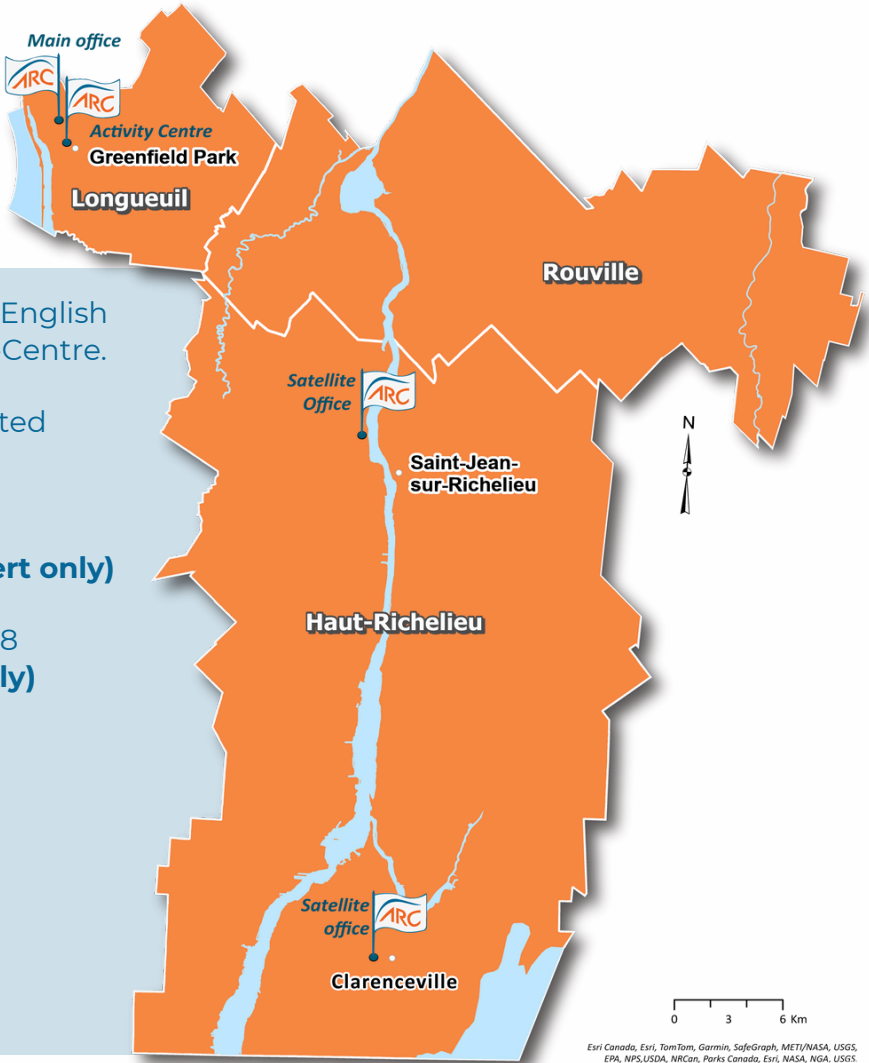 Main office
ARC
ARC
Activity Centre
Greenfield Park
Longueuil
Rouville
English
Centre.
ted
ert only)
8
ly)
Satellite
Office
ARC
Saint-Jean-
sur-Richelieu
N
Haut-Richelieu
Satellite
office
ARC
Clarenceville
0 3 6 Km
Esri Canada, Esri, TomTom, Garmin, SafeGraph, METI/NASA, USGS,
EPA, NPS,USDA, NRCan, Parks Canada, Esri, NASA, NGA, USGS